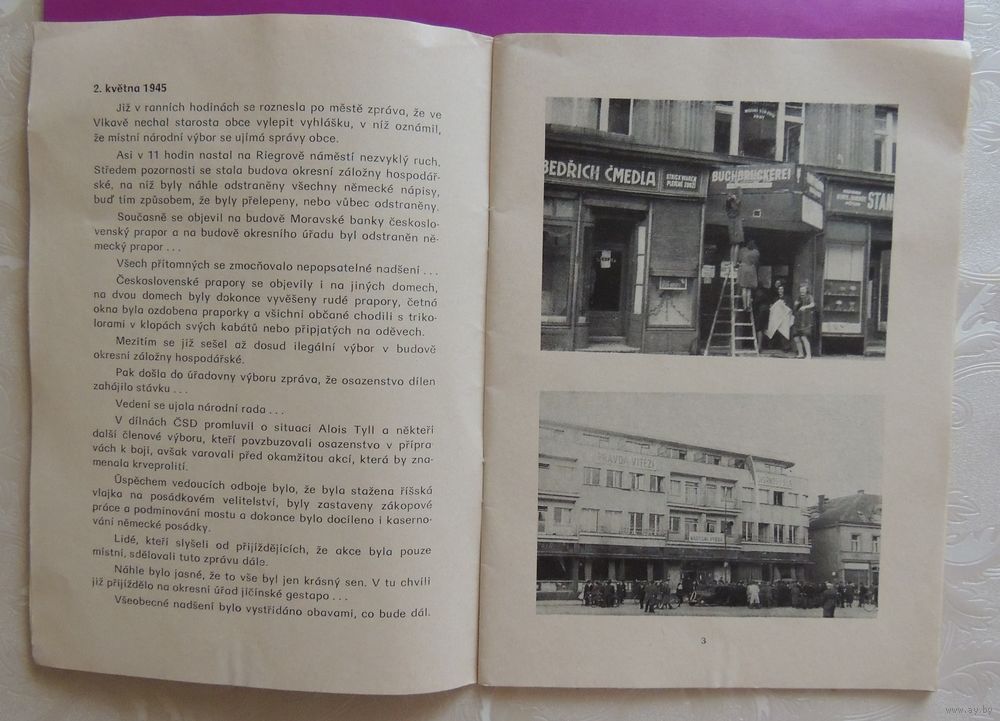 2. května 1945
Již v ranních hodinách se roznesla po městě zpráva, že ve
Vlkavě nechal starosta obce vylepit vyhlášku, v níž oznámil,
že místní národní výbor se ujímá správy obce.
Asi v 11 hodin nastal na Riegrově náměstí nezvyklý ruch.
Středem pozornosti se stala budova okresní záložny hospodář-
ské, na níž byly náhle odstraněny všechny německé nápisy,
buď tím způsobem, že byly přelepeny, nebo vůbec odstraněny.
Současně se objevil na budově Moravské banky českoslo-
venský prapor a na budově okresního úřadu byl odstraněn ně-
mecký prapor . . .
Všech přítomných se zmocňovalo nepopsatelné nadšení . . .
Československé prapory se objevily i na jiných domech,
na dvou domech byly dokonce vyvěšeny rudé prapory, četná
okna byla ozdobena praporky a všichni občané chodili s triko-
lorami v klopách svých kabátů nebo připjatých na oděvech.
Mezitím se již sešel až dosud ilegální výbor v budově
okresní záložny hospodářské.
Pak došla do úřadovny výboru zpráva, že osazenstvo dílen
zahájilo stávku . . .
Vedení se ujala národní rada . . .
V dílnách ČSD promluvil o situaci Alois Tyll a někteří
další členové výboru, kteří povzbuzovali osazenstvo v přípra-
vách k boji, avšak varovali před okamžitou akcí, která by zna-
menala krveprolití.
Úspěchem vedoucích odboje bylo, že byla stažena říšská
vlajka na posádkovém velitelství, byly zastaveny zákopové
práce a podminování mostu a dokonce bylo docíleno i kaserno-
vání německé posádky.
Lidé, kteří slyšeli od přijíždějících, že akce byla pouze
místní, sdělovali tuto zprávu dále.
Náhle bylo jasné, že to vše byl jen krásný sen. V tu chvíli
již přijíždělo na okresní úřad jičínské gestapo . . .
Všeobecné nadšení bylo vystřídáno obavami, co bude dál.
BEDŘICH ČMEDLA
STRICKWAREN
PLETENÉ ZBOŽÍ
BUCHDRUCKEREI
STAN
PRAVDA VÍTĚZÍ
3
www.ay.by